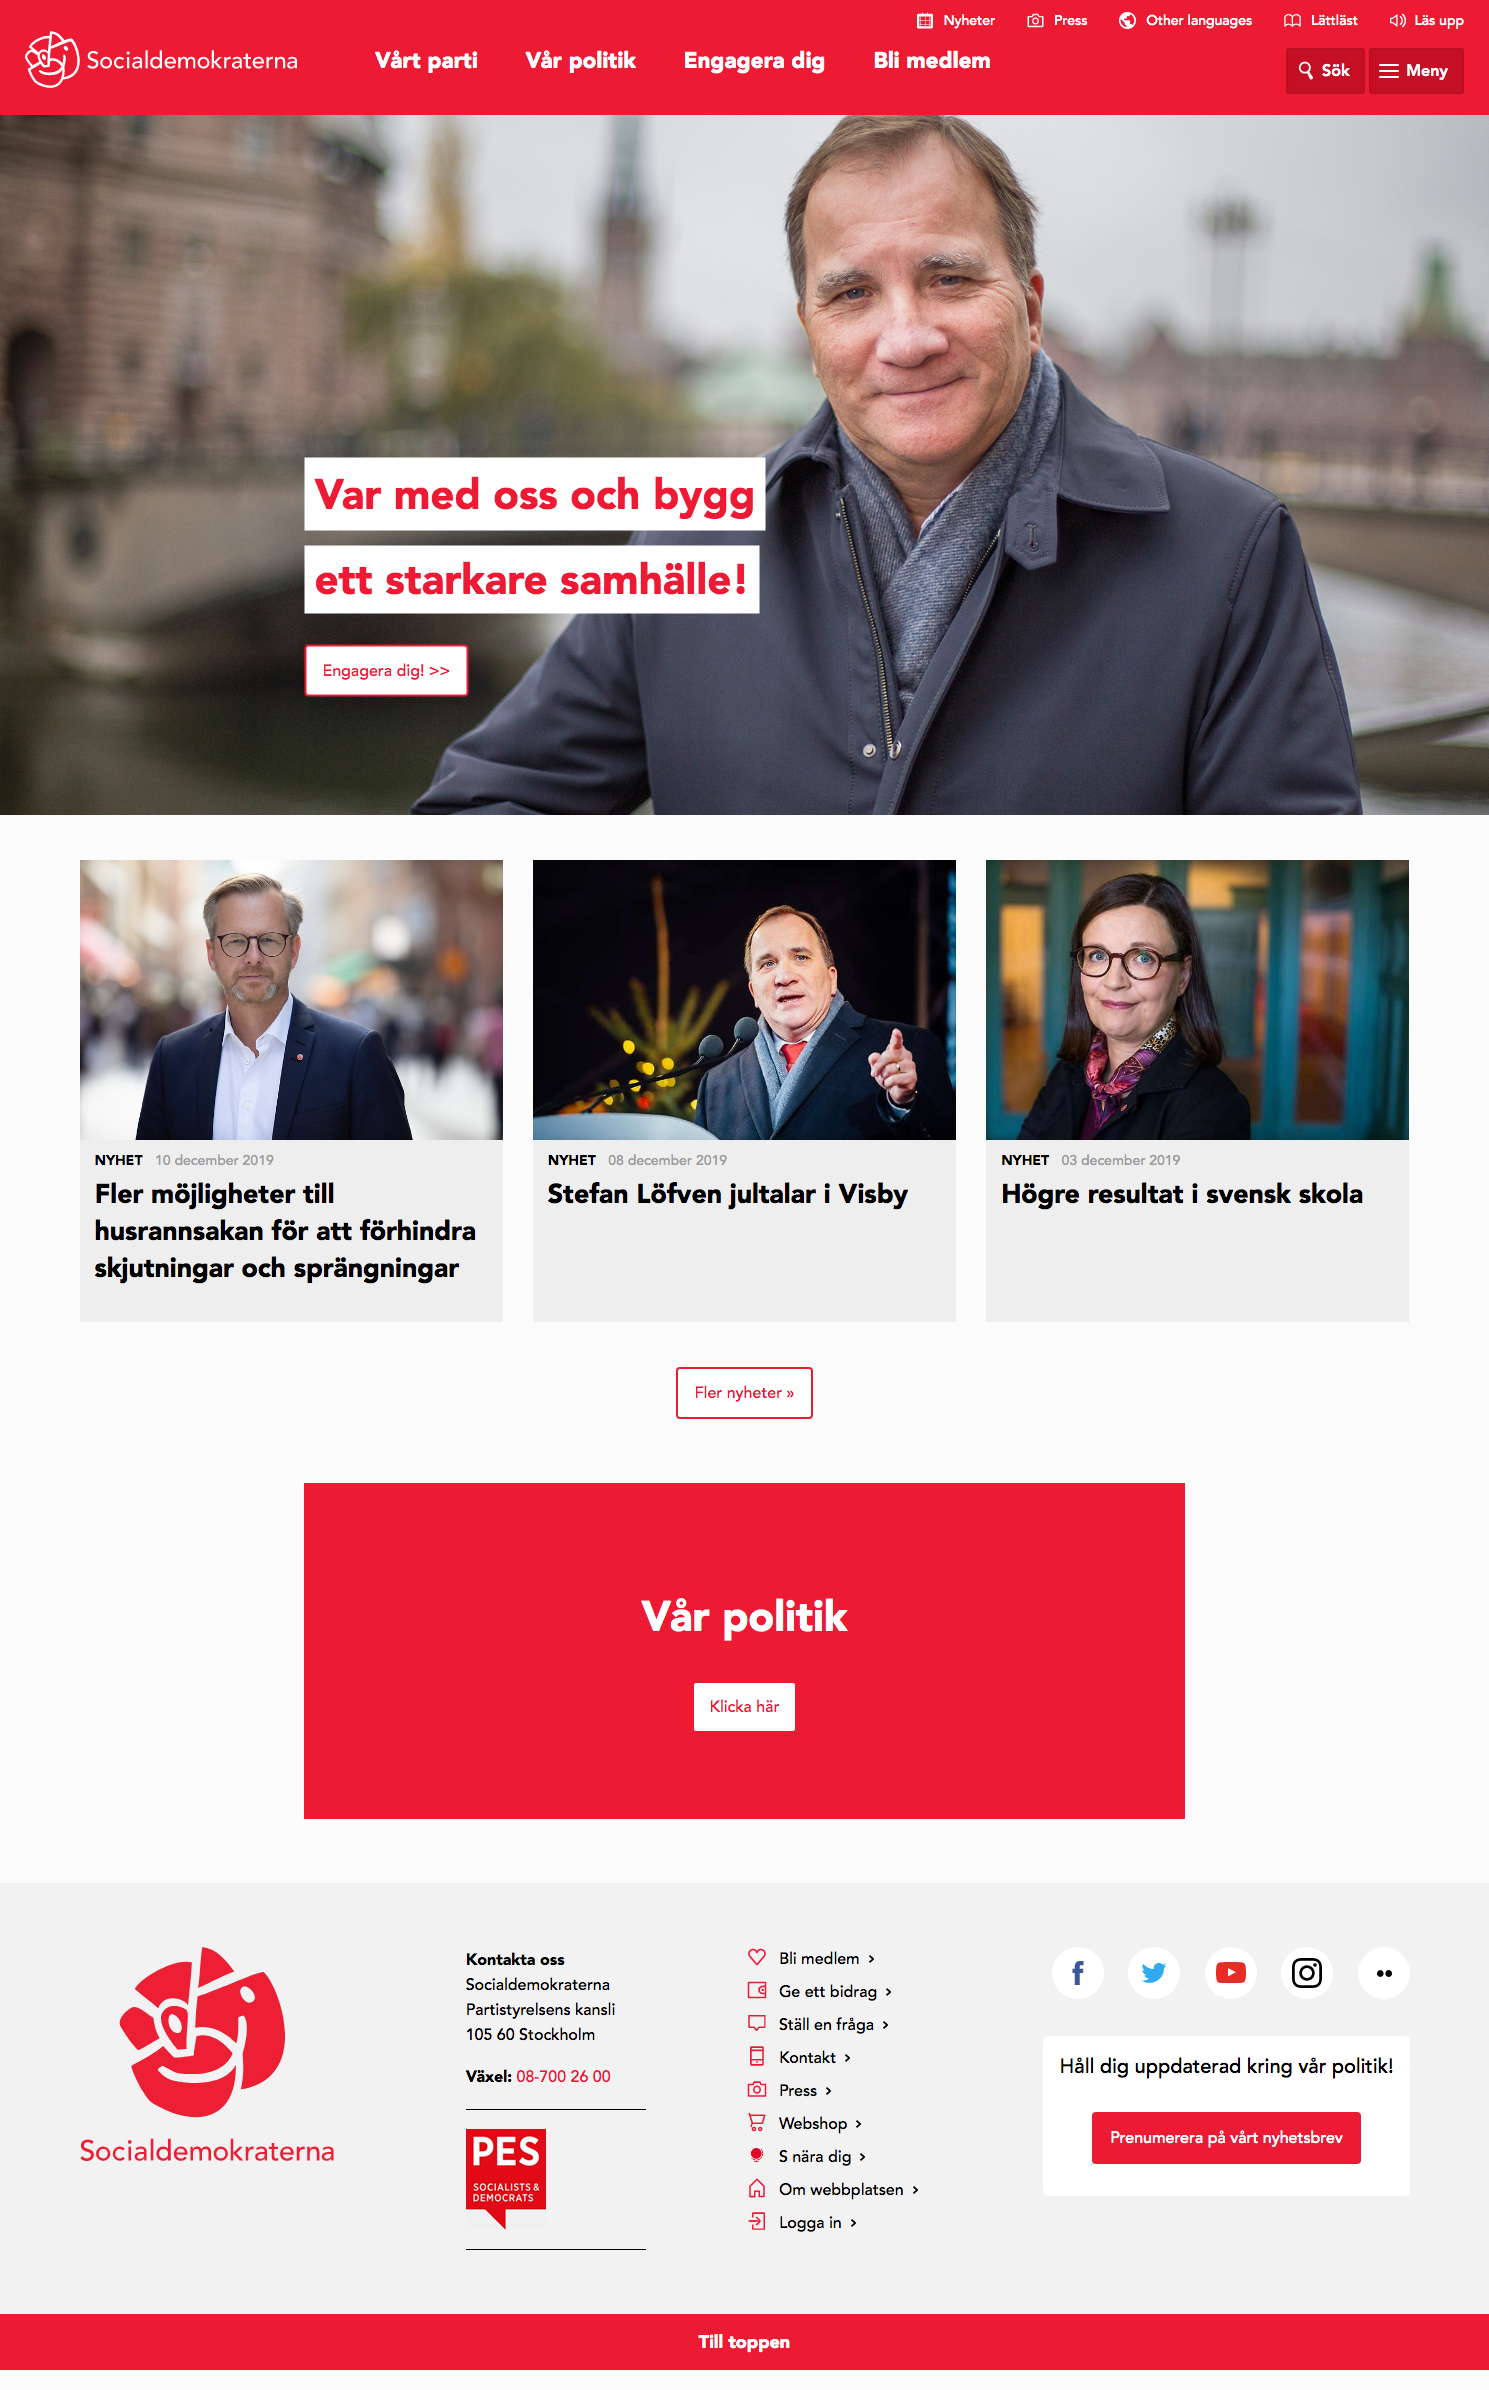 Nyheter
Press
Other languages
Lättläst
Läs upp
Socialdemokraterna
Vårt parti
Vår politik
Engagera dig
Bli medlem
Sök
Meny
Var med oss och bygg
ett starkare samhälle!
Engagera dig! >>
NYHET 10 december 2019
Fler möjligheter till
husrannsakan för att förhindra
skjutningar och sprängningar
NYHET 08 december 2019
Stefan Löfven jultalar i Visby
NYHET 03 december 2019
Högre resultat i svensk skola
Fler nyheter »
Vår politik
Klicka här
Socialdemokraterna
Kontakta oss
Socialdemokraterna
Partistyrelsens kansli
105 60 Stockholm
Växel: 08-700 26 00
PES
SOCIALISTS &
DEMOCRATS
Bli medlem ›
Ge ett bidrag ›
Ställ en fråga ›
Kontakt ›
Press ›
Webshop ›
S nära dig ›
Om webbplatsen ›
Logga in ›
Håll dig uppdaterad kring vår politik!
Prenumerera på vårt nyhetsbrev
Till toppen